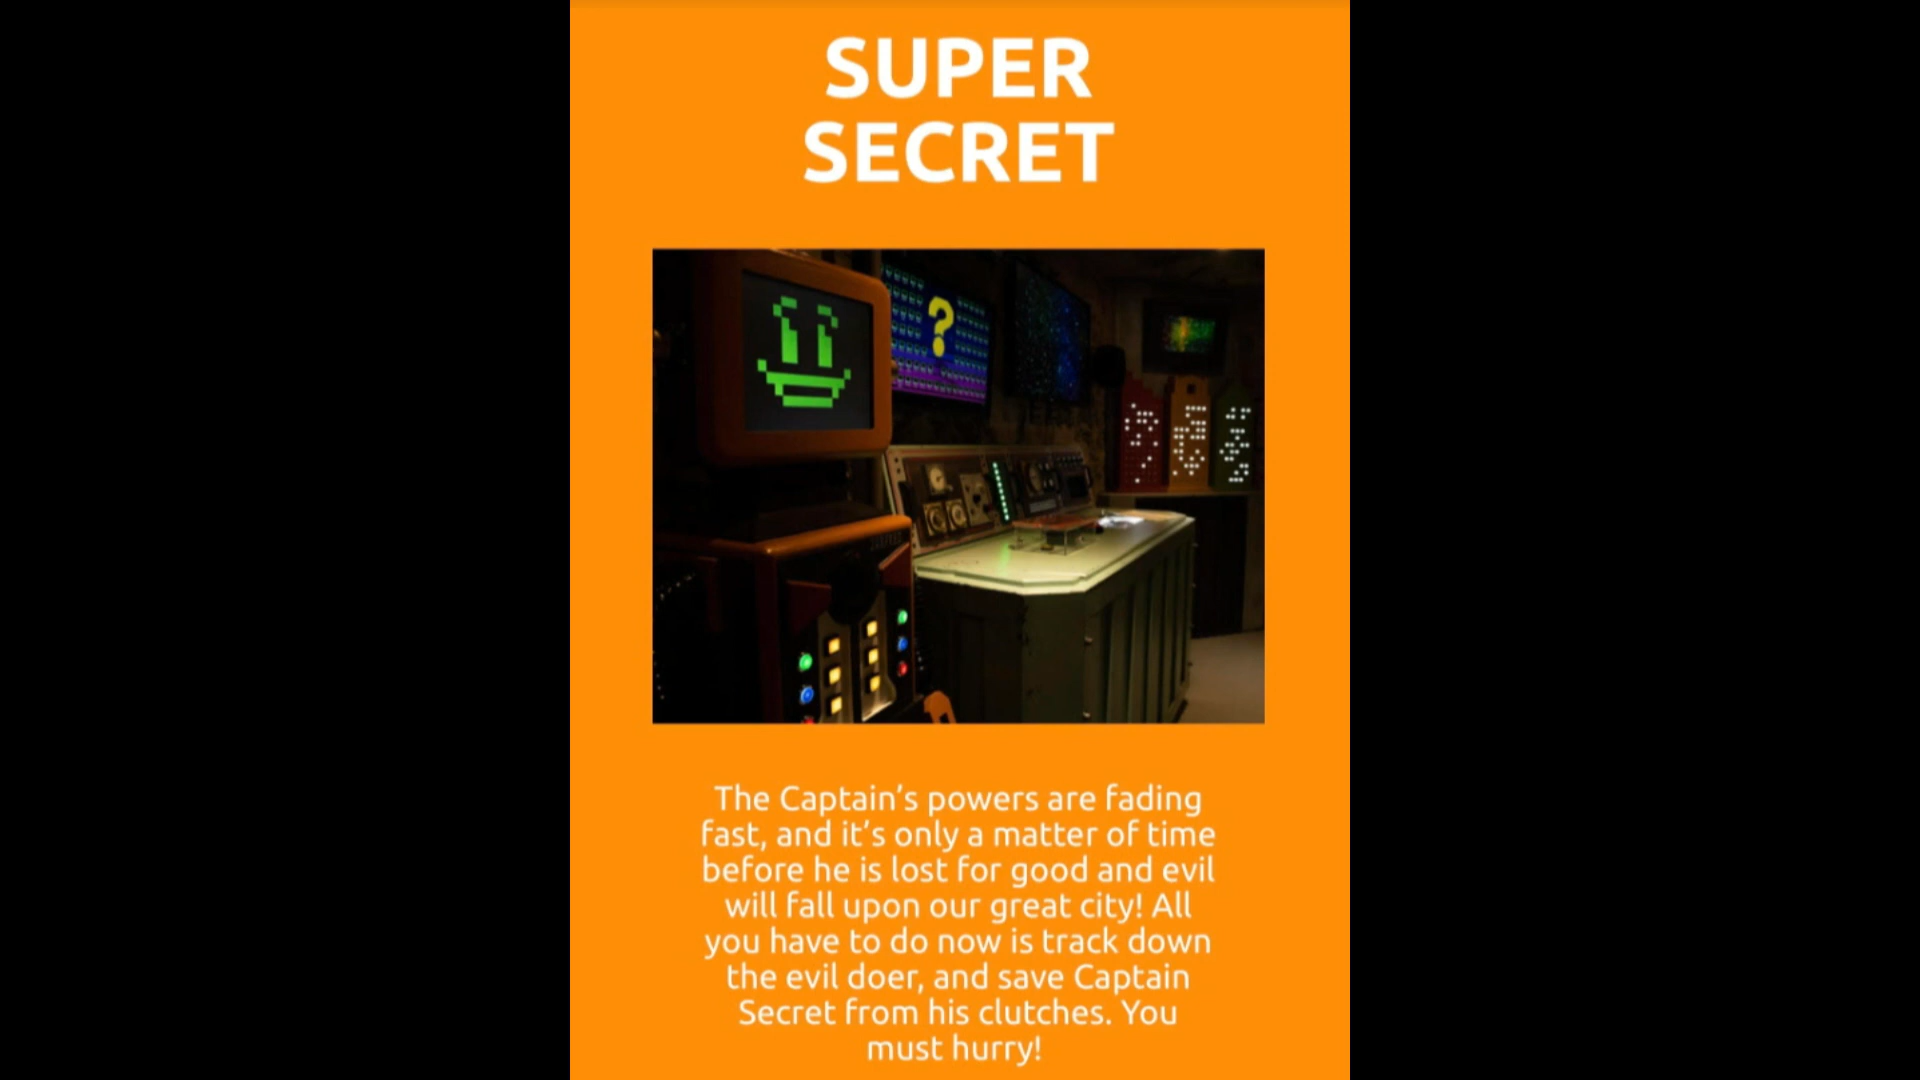 SUPER
SECRET
?
The Captain’s powers are fading
fast, and it’s only a matter of time
before he is lost for good and evil
will fall upon our great city! All
you have to do now is track down
the evil doer, and save Captain
Secret from his clutches. You
must hurry!